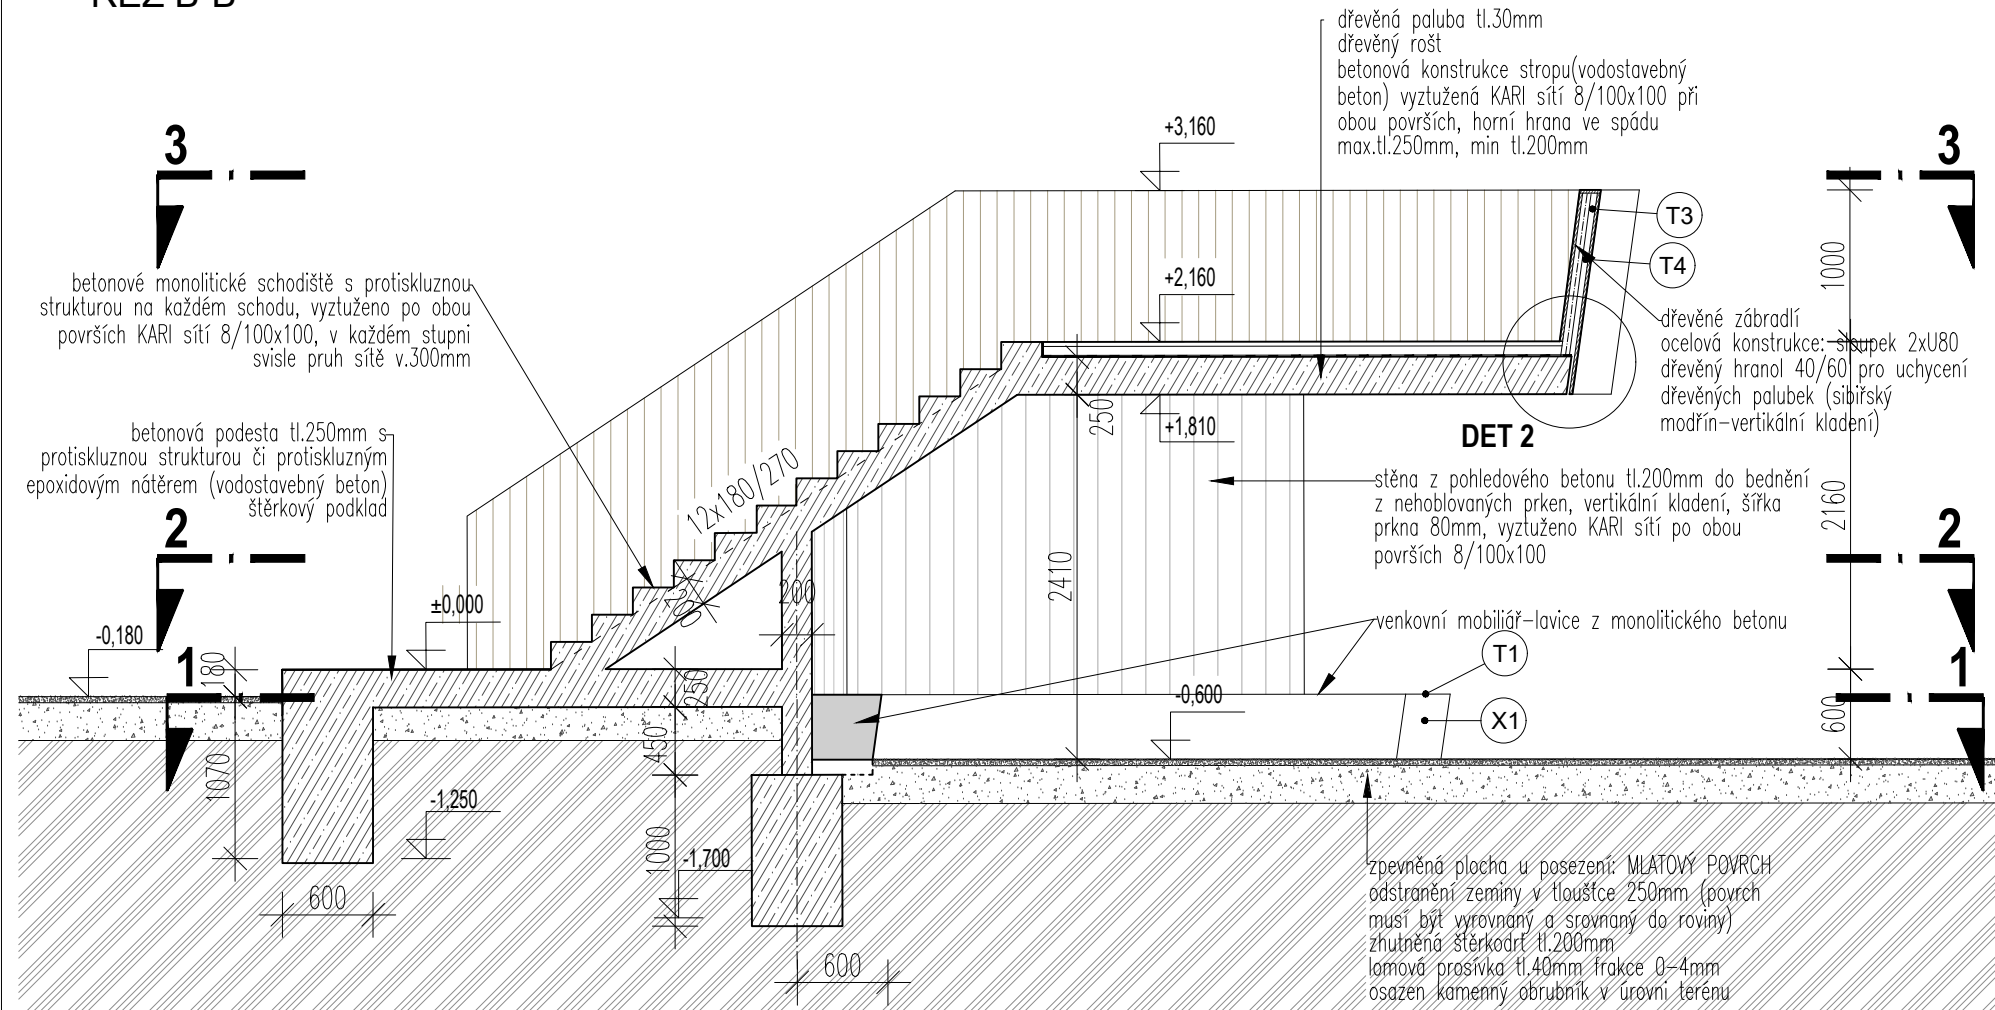 ŘEZ B-B
dřevěná paluba tl.30mm
dřevěný rošt
betonová konstrukce stropu(vodostavebný
beton) vyztužená KARI sítí 8/100x100 při
obou površích, horní hrana ve spádu
max.tl.250mm, min tl.200mm
3
3
+3,160
T3
T4
1000
betonové monolitické schodiště s protiskluznou
strukturou na každém schodu, vyztuženo po obou
površích KARI sítí 8/100x100, v každém stupni
svisle pruh sítě v.300mm
+2,160
dřevěné zábradlí
ocelová konstrukce: sloupek 2xU80
dřevěný hranol 40/60 pro uchycení
dřevěných palubek (sibiřský
modřín-vertikální kladení)
250
+1,810
DET 2
betonová podesta tl.250mm s
protiskluznou strukturou či protiskluzným
epoxidovým nátěrem (vodostavebný beton)
štěrkový podklad
12x180/270
stěna z pohledového betonu tl.200mm do bednění
z nehoblovaných prken, vertikální kladení, šířka
prkna 80mm, vyztuženo KARI sítí po obou
površích 8/100x100
2160
2
2
2410
200
±0,000
-0,180
venkovní mobiliář-lavice z monolitického betonu
T1
1
1
180
250
-0,600
X1
600
450
1070
-1,250
1000
-1,700
600
600
zpevněná plocha u posezení: MLATOVÝ POVRCH
odstranění zeminy v tloušťce 250mm (povrch
musí být vyrovnaný a srovnaný do roviny)
zhutněná štěrkodrť tl.200mm
lomová prosívka tl.40mm frakce 0-4mm
osazen kamenný obrubník v úrovni terénu